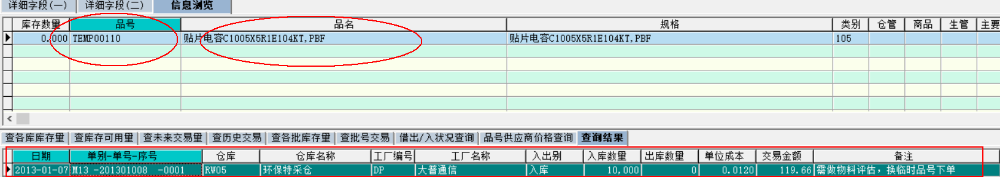 详细字段(一) 详细字段(二) 信息浏览
库存数量 品号 品名 规格 类别 仓管 商品 生管 主要
0.000 TEMP00110 贴片电容C1005X5R1E104KT,PBF 贴片电容C1005X5R1E104KT,PBF 105
查各库库存量 查库存可用量 查未来交易量 查历史交易 查各批库存量 查批号交易 借出/入状况查询 品号供应商价格查询 查询结果
日期 单别-单号-序号 仓库 仓库名称 工厂编号 工厂名称 入出别 入库数量 出库数量 单位成本 交易金额 备注
2013-01-07 M13 -201301008 -0001 RW05 环保特采仓 DP 大普通信 入库 10,000 0 0.0120 119.66 需做物料评估，换临时品号下单